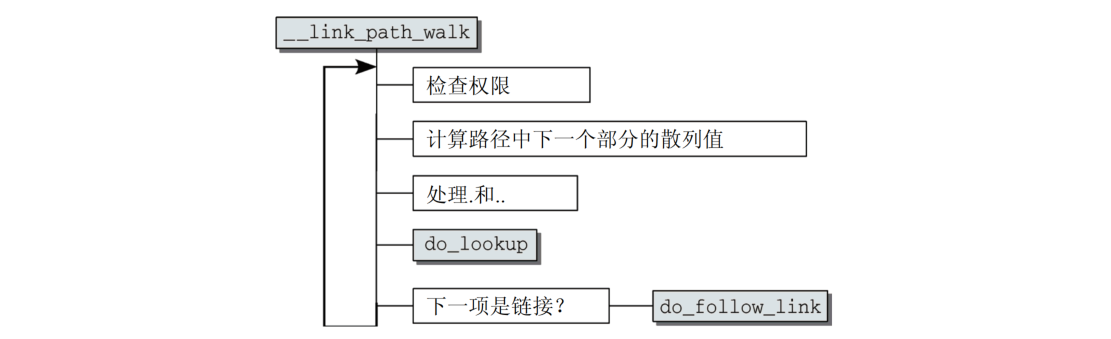 __link_path_walk
检查权限
计算路径中下一个部分的散列值
处理.和..
do_lookup
下一项是链接？ do_follow_link